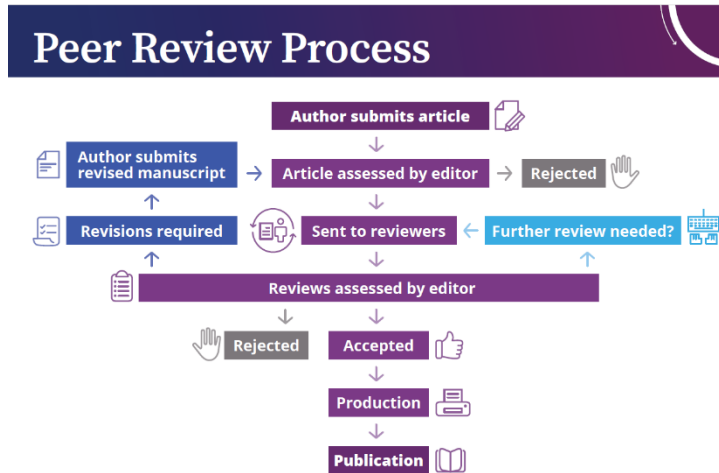 Peer Review Process
Author submits article
Author submits
revised manuscript
Article assessed by editor
Rejected
Revisions required
Sent to reviewers
Further review needed?
Reviews assessed by editor
Rejected
Accepted
Production
Publication